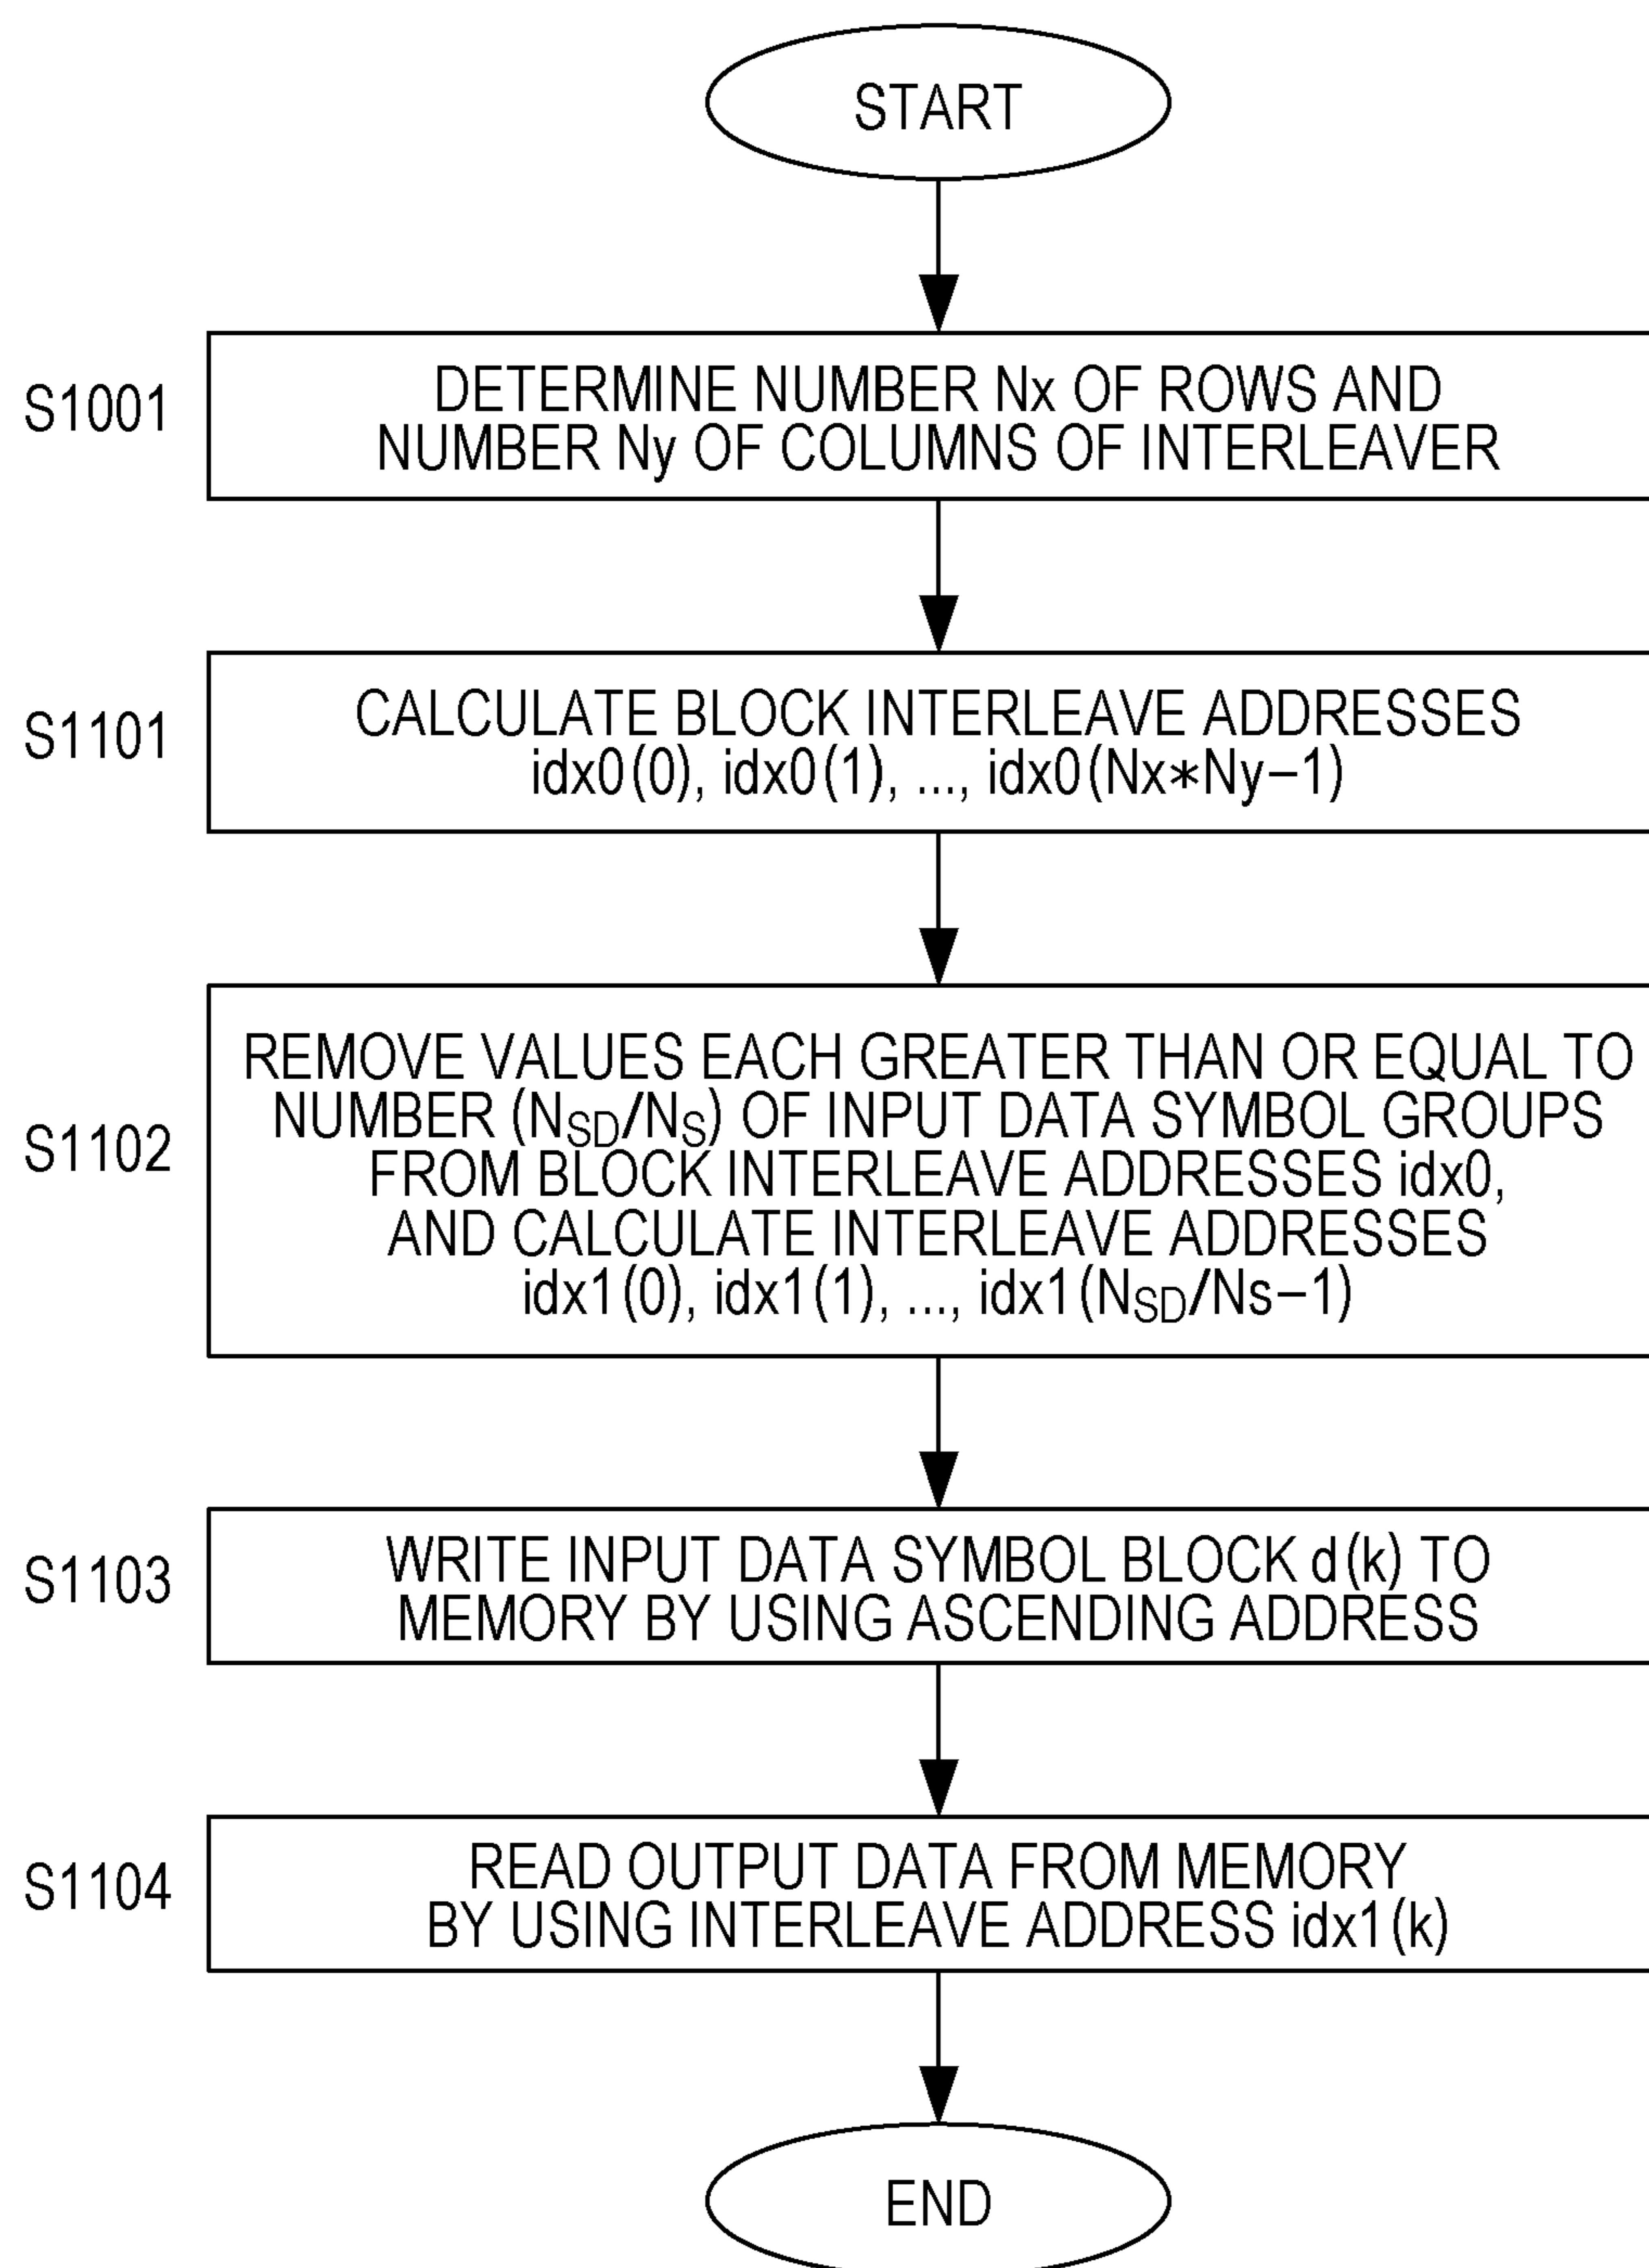 START
S1001
DETERMINE NUMBER Nx OF ROWS AND
NUMBER Ny OF COLUMNS OF INTERLEAVER
S1101
CALCULATE BLOCK INTERLEAVE ADDRESSES
idx0(0), idx0(1), ..., idx0(Nx*Ny−1)
S1102
REMOVE VALUES EACH GREATER THAN OR EQUAL TO
NUMBER (N_SD/N_S) OF INPUT DATA SYMBOL GROUPS
FROM BLOCK INTERLEAVE ADDRESSES idx0,
AND CALCULATE INTERLEAVE ADDRESSES
idx1(0), idx1(1), ..., idx1(N_SD/Ns−1)
S1103
WRITE INPUT DATA SYMBOL BLOCK d(k) TO
MEMORY BY USING ASCENDING ADDRESS
S1104
READ OUTPUT DATA FROM MEMORY
BY USING INTERLEAVE ADDRESS idx1(k)
END